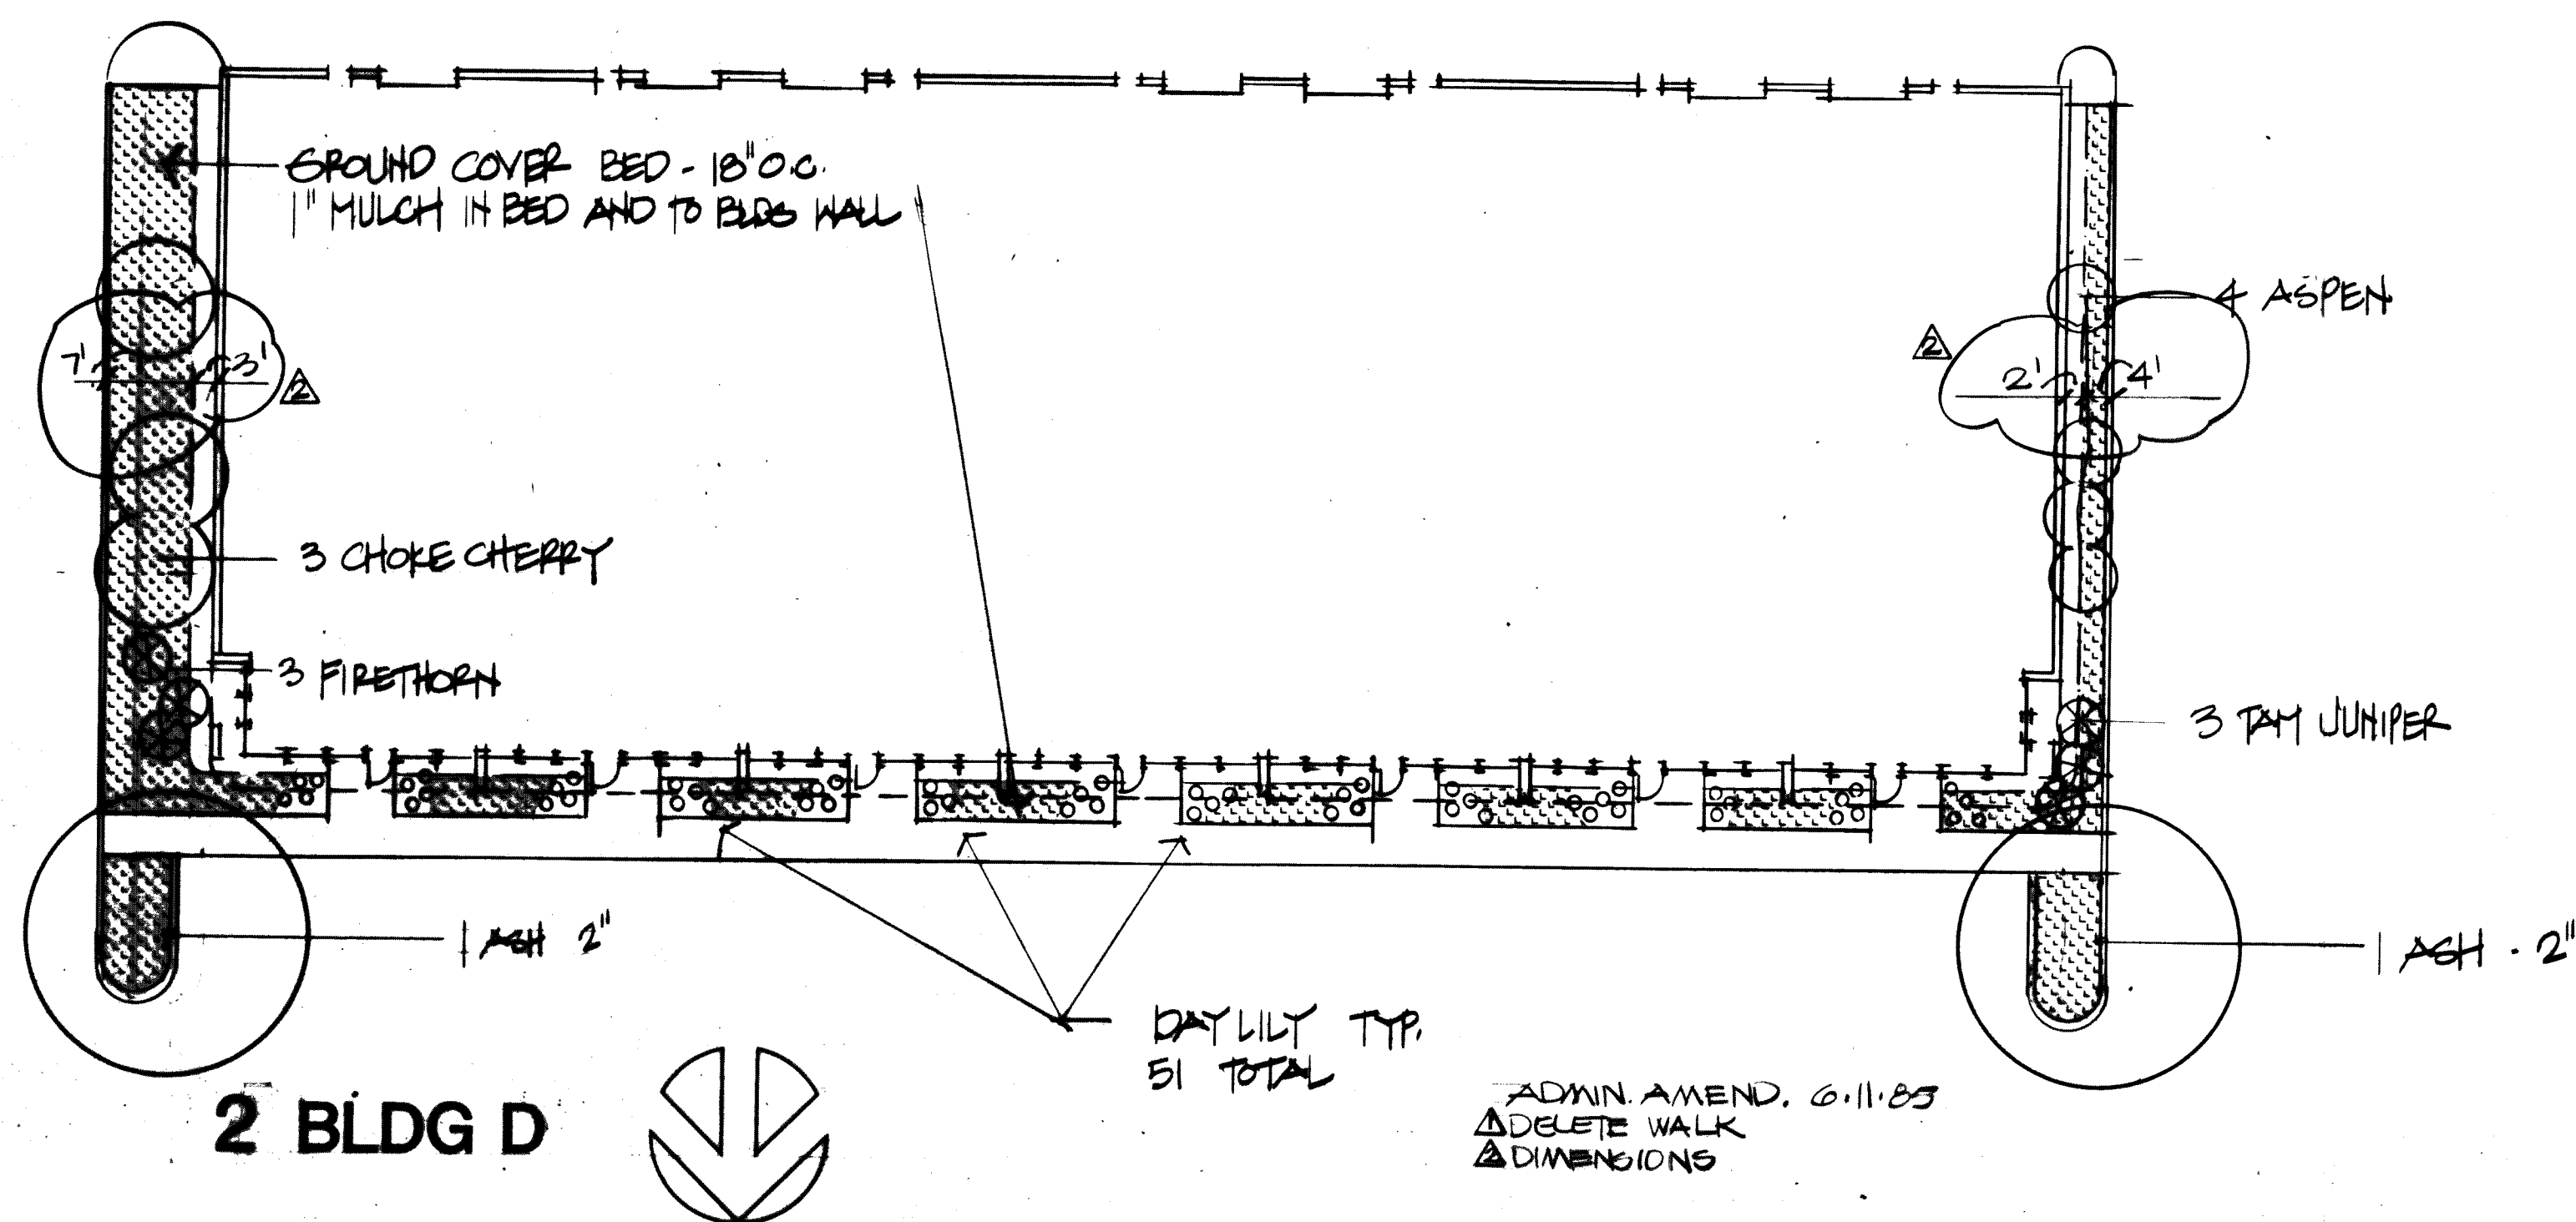 GROUND COVER BED - 18" O.C.
1" MULCH IN BED AND TO BLDG WALL
4 ASPEN
7' 3' 2
2 2' 4'
3 CHOKE CHERRY
3 FIRETHORN
3 TAM JUNIPER
1 ASH 2"
1 ASH - 2"
DAYLILY TYP.
51 TOTAL
2 BLDG D
ADMIN. AMEND. 6.11.85
1 DELETE WALK
2 DIMENSIONS